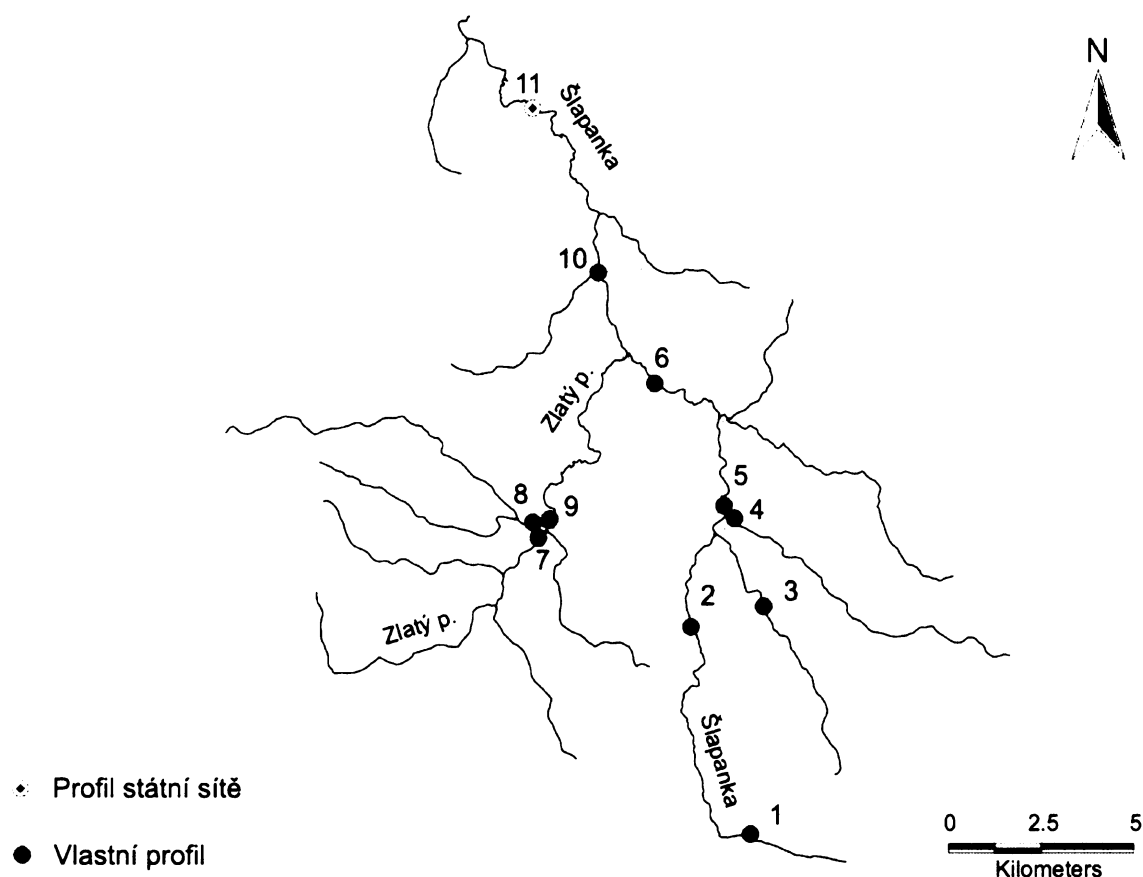 N
11
Šlapanka
10
6
Zlatý p.
5
8
9
4
7
2
3
Zlatý p.
Šlapanka
1
Profil státní sítě
Vlastní profil
0 2.5 5
Kilometers